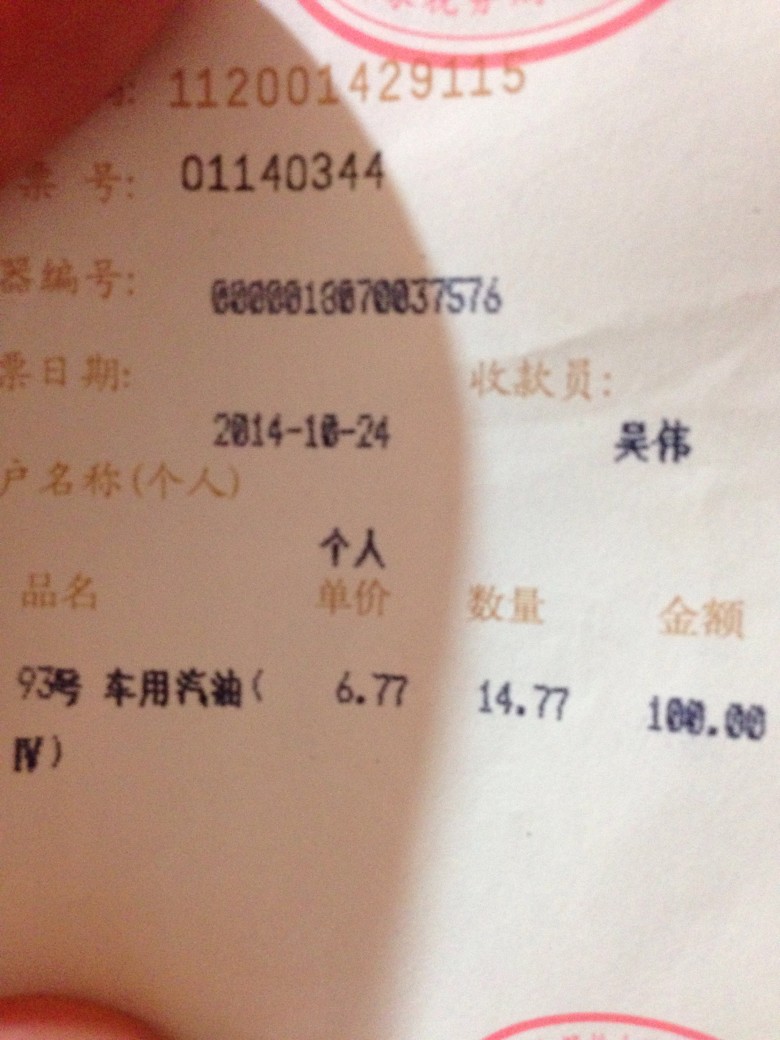 112001429115
票 号: 01140344
器编号: 0000018070037576
票日期: 收款员:
2014-10-24 吴伟
户名称(个人)
个人
品名 单价 数量 金额
93号 车用汽油( 6.77 14.77 100.00
Ⅳ)